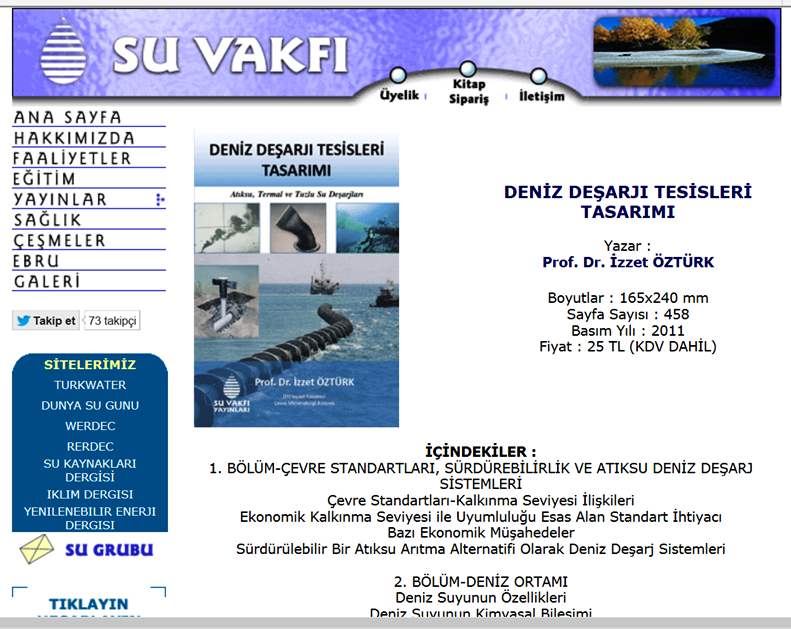 SU VAKFI
Üyelik
Kitap
Sipariş
İletişim
ANA SAYFA
HAKKIMIZDA
FAALİYETLER
EĞİTİM
YAYINLAR
SAĞLIK
ÇEŞMELER
EBRU
GALERİ
Takip et
73 takipçi
SİTELERİMİZ
TURKWATER
DUNYA SU GUNU
WERDEC
RERDEC
SU KAYNAKLARI
DERGİSİ
IKLIM DERGISI
YENILENEBILIR ENERJI
DERGISI
SU GRUBU
TIKLAYIN
DENİZ DEŞARJI TESİSLERİ
TASARIMI
Atıksu, Termal ve Tuzlu Su Deşarjları
Prof. Dr. İzzet ÖZTÜRK
SU VAKFI
YAYINLARI
DENİZ DEŞARJI TESİSLERİ
TASARIMI
Yazar :
Prof. Dr. İzzet ÖZTÜRK
Boyutlar : 165x240 mm
Sayfa Sayısı : 458
Basım Yılı : 2011
Fiyat : 25 TL (KDV DAHİL)
İÇİNDEKİLER :
1. BÖLÜM-ÇEVRE STANDARTLARI, SÜRDÜREBİLİRLİK VE ATIKSU DENİZ DEŞARJ
SİSTEMLERİ
Çevre Standartları-Kalkınma Seviyesi İlişkileri
Ekonomik Kalkınma Seviyesi ile Uyumluluğu Esas Alan Standart İhtiyacı
Bazı Ekonomik Müşahedeler
Sürdürülebilir Bir Atıksu Arıtma Alternatifi Olarak Deniz Deşarj Sistemleri
2. BÖLÜM-DENİZ ORTAMI
Deniz Suyunun Özellikleri
Deniz Suyunun Kimyasal Bileşimi